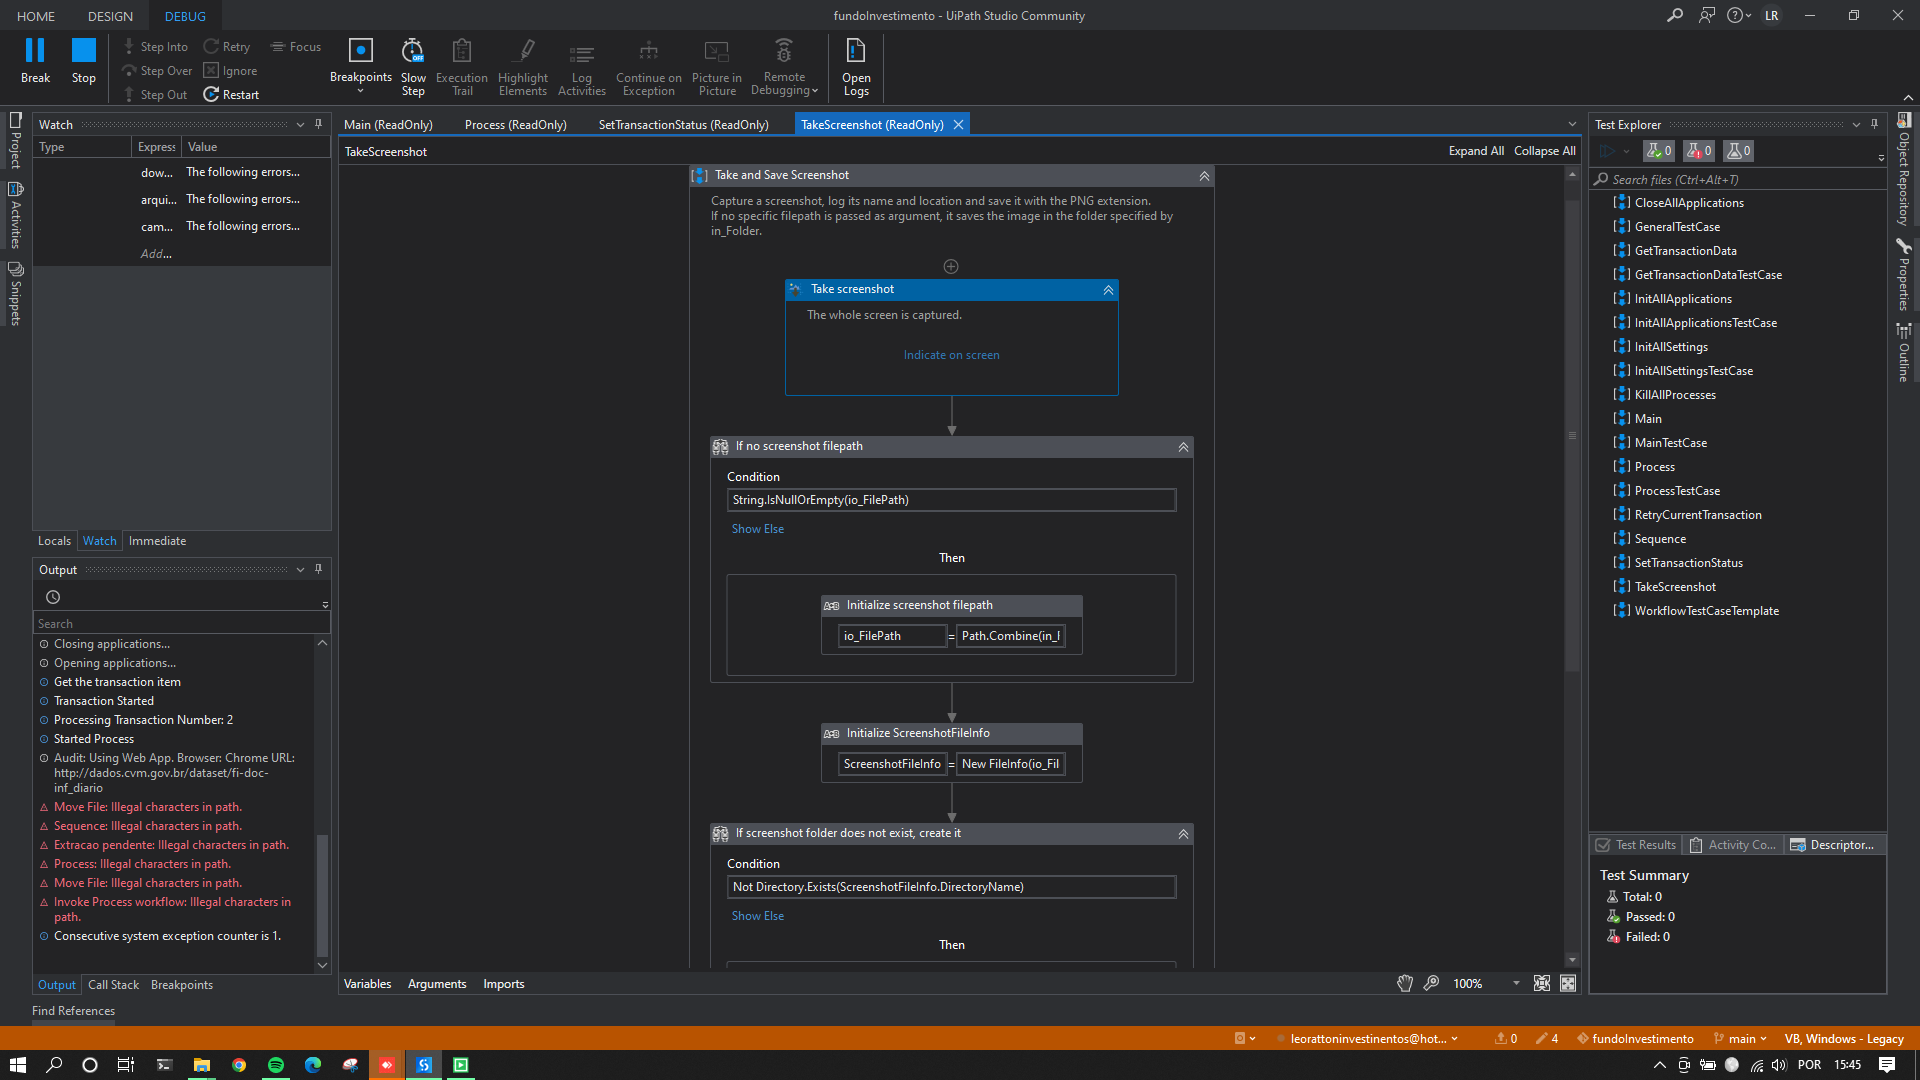 HOME
DESIGN
DEBUG
fundoInvestimento - UiPath Studio Community
LR
Break
Stop
Step Into
Step Over
Step Out
Retry
Ignore
Restart
Focus
Breakpoints
Slow
Step
OFF
Execution
Trail
Highlight
Elements
Log
Activities
Continue on
Exception
Picture in
Picture
Remote
Debugging
Open
Logs
Project
Activities
Snippets
Watch
Type
Express
Value
dow...
The following errors...
arqui...
The following errors...
cam...
The following errors...
Add...
Locals
Watch
Immediate
Output
Search
Closing applications...
Opening applications...
Get the transaction item
Transaction Started
Processing Transaction Number: 2
Started Process
Audit: Using Web App. Browser: Chrome URL:
http://dados.cvm.gov.br/dataset/fi-doc-
inf_diario
Move File: Illegal characters in path.
Sequence: Illegal characters in path.
Extracao pendente: Illegal characters in path.
Process: Illegal characters in path.
Move File: Illegal characters in path.
Invoke Process workflow: Illegal characters in
path.
Consecutive system exception counter is 1.
Output
Call Stack
Breakpoints
Find References
Main (ReadOnly)
Process (ReadOnly)
SetTransactionStatus (ReadOnly)
TakeScreenshot (ReadOnly)
TakeScreenshot
Expand All
Collapse All
Take and Save Screenshot
Capture a screenshot, log its name and location and save it with the PNG extension.
If no specific filepath is passed as argument, it saves the image in the folder specified by
in_Folder.
Take screenshot
The whole screen is captured.
Indicate on screen
If no screenshot filepath
Condition
String.IsNullOrEmpty(io_FilePath)
Show Else
Then
Initialize screenshot filepath
io_FilePath
=
Path.Combine(in_
Initialize ScreenshotFileInfo
ScreenshotFileInfo
=
New FileInfo(io_Fil
If screenshot folder does not exist, create it
Condition
Not Directory.Exists(ScreenshotFileInfo.DirectoryName)
Show Else
Then
Variables
Arguments
Imports
100%
Test Explorer
0
0
0
Search files (Ctrl+Alt+T)
CloseAllApplications
GeneralTestCase
GetTransactionData
GetTransactionDataTestCase
InitAllApplications
InitAllApplicationsTestCase
InitAllSettings
InitAllSettingsTestCase
KillAllProcesses
Main
MainTestCase
Process
ProcessTestCase
RetryCurrentTransaction
Sequence
SetTransactionStatus
TakeScreenshot
WorkflowTestCaseTemplate
Test Results
Activity Co...
Descriptor...
Test Summary
Total: 0
Passed: 0
Failed: 0
Object Repository
Properties
Outline
leorattoninvestinentos@hot...
0
4
fundoInvestimento
main
VB, Windows - Legacy
POR
15:45